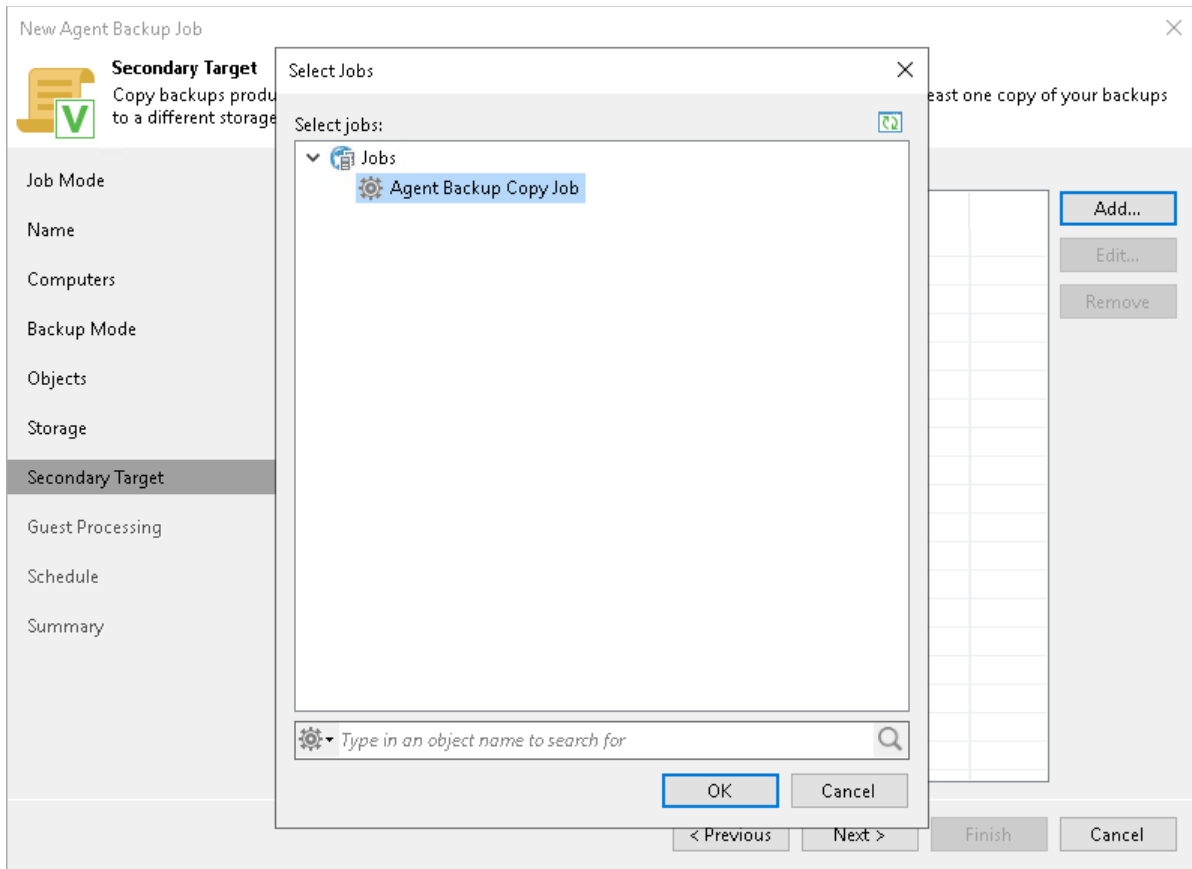 New Agent Backup Job
Secondary Target
Copy backups produ
east one copy of your backups
to a different storage
Select Jobs
Select jobs:
Jobs
Agent Backup Copy Job
Type in an object name to search for
OK
Cancel
Job Mode
Name
Computers
Backup Mode
Objects
Storage
Secondary Target
Guest Processing
Schedule
Summary
Add...
Edit...
Remove
< Previous
Next >
Finish
Cancel